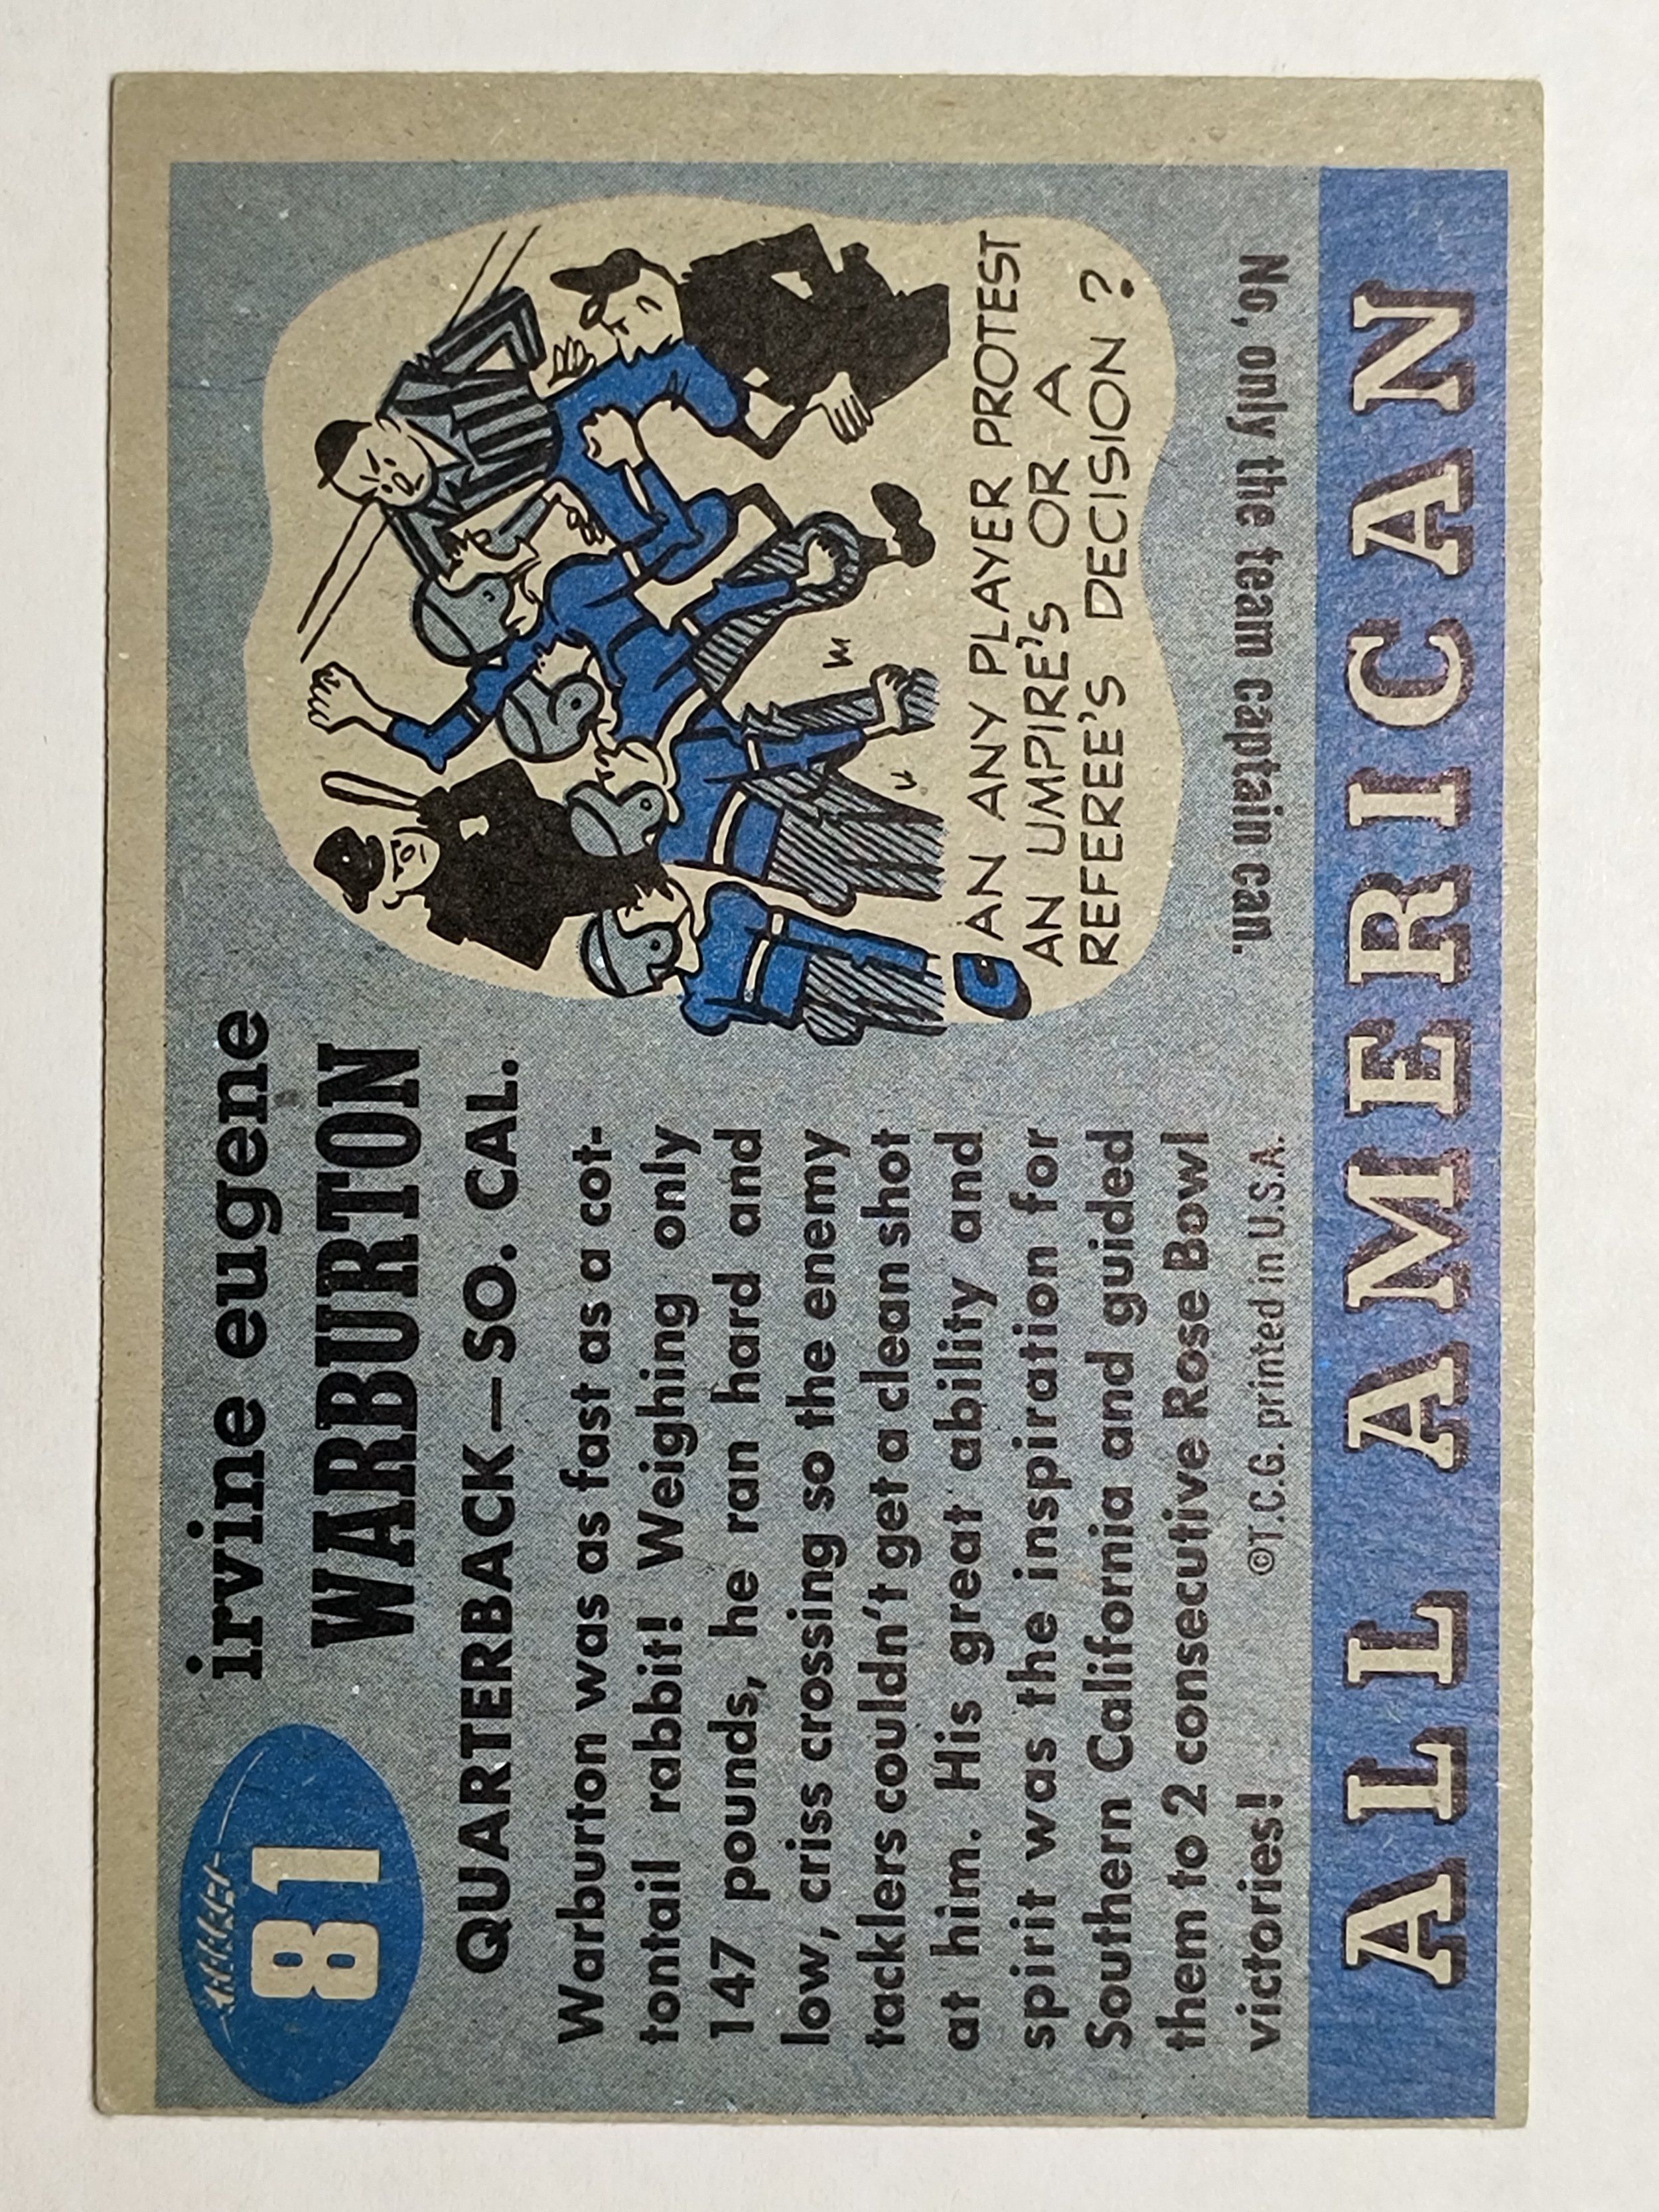 81
irvine eugene
WARBURTON
QUARTERBACK—SO. CAL.
Warburton was as fast as a cot-
tontail rabbit! Weighing only
147 pounds, he ran hard and
low, criss crossing so the enemy
tacklers couldn't get a clean shot
at him. His great ability and
spirit was the inspiration for
Southern California and guided
them to 2 consecutive Rose Bowl
victories!
©T.C.G. printed in U.S.A.
CAN ANY PLAYER PROTEST
AN UMPIRE'S OR A
REFEREE'S DECISION?
No, only the team captain can.
ALL AMERICAN